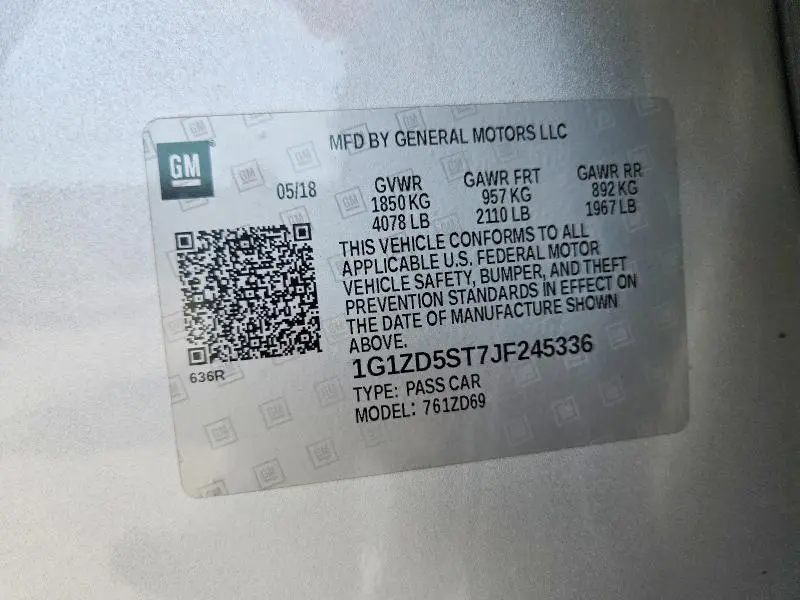 MFD BY GENERAL MOTORS LLC
GM
05/18
GVWR GAWR FRT GAWR RR
1850 KG 957 KG 892 KG
4078 LB 2110 LB 1967 LB
THIS VEHICLE CONFORMS TO ALL
APPLICABLE U.S. FEDERAL MOTOR
VEHICLE SAFETY, BUMPER, AND THEFT
PREVENTION STANDARDS IN EFFECT ON
THE DATE OF MANUFACTURE SHOWN
ABOVE.
1G1ZD5ST7JF245336
636R
TYPE: PASS CAR
MODEL: 761ZD69